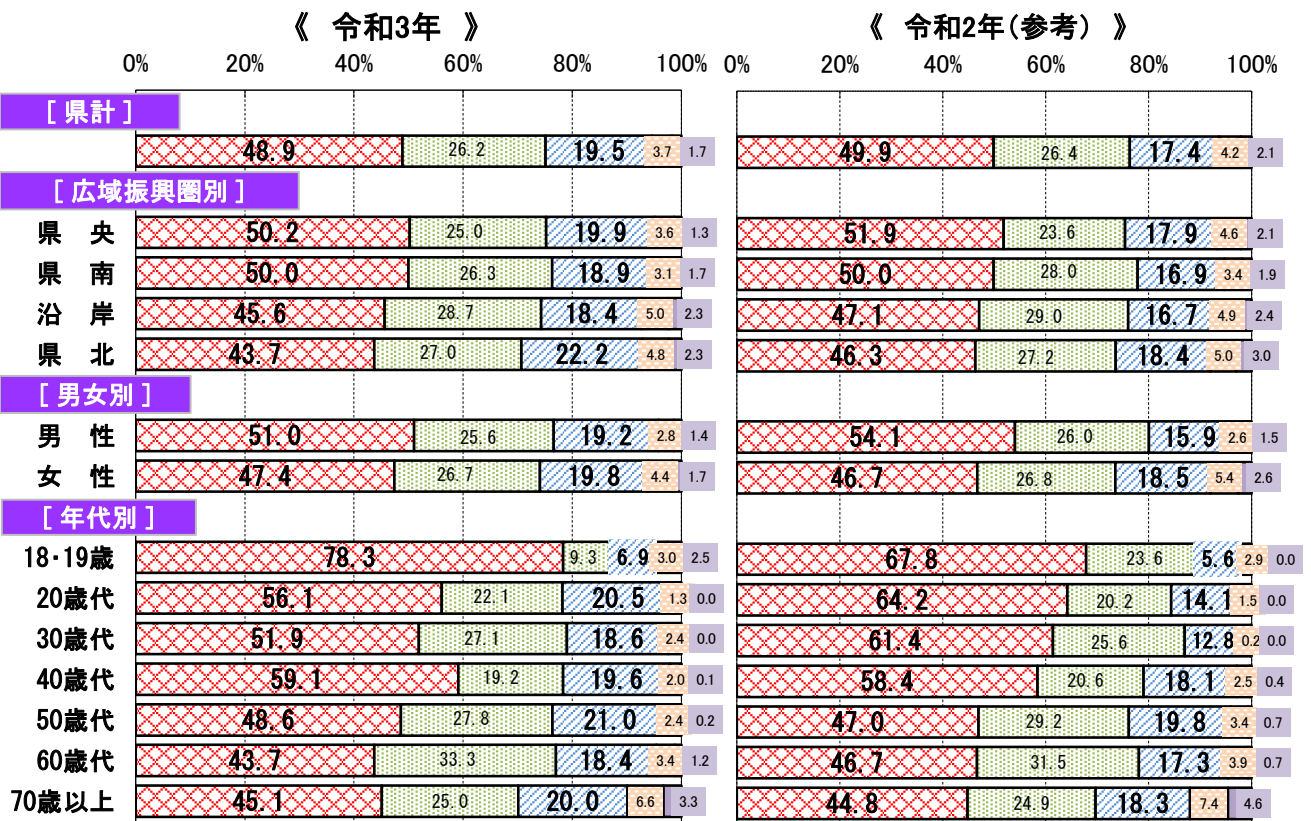 《 令和3年 》 《 令和2年(参考) 》
0% 20% 40% 60% 80% 100% 0% 20% 40% 60% 80% 100%
[ 県計 ]
48.9 26.2 19.5 3.7 1.7 49.9 26.4 17.4 4.2 2.1
[ 広域振興圏別 ]
県 央 50.2 25.0 19.9 3.6 1.3 51.9 23.6 17.9 4.6 2.1
県 南 50.0 26.3 18.9 3.1 1.7 50.0 28.0 16.9 3.4 1.9
沿 岸 45.6 28.7 18.4 5.0 2.3 47.1 29.0 16.7 4.9 2.4
県 北 43.7 27.0 22.2 4.8 2.3 46.3 27.2 18.4 5.0 3.0
[ 男女別 ]
男 性 51.0 25.6 19.2 2.8 1.4 54.1 26.0 15.9 2.6 1.5
女 性 47.4 26.7 19.8 4.4 1.7 46.7 26.8 18.5 5.4 2.6
[ 年代別 ]
18・19歳 78.3 9.3 6.9 3.0 2.5 67.8 23.6 5.6 2.9 0.0
20歳代 56.1 22.1 20.5 1.3 0.0 64.2 20.2 14.1 1.5 0.0
30歳代 51.9 27.1 18.6 2.4 0.0 61.4 25.6 12.8 0.2 0.0
40歳代 59.1 19.2 19.6 2.0 0.1 58.4 20.6 18.1 2.5 0.4
50歳代 48.6 27.8 21.0 2.4 0.2 47.0 29.2 19.8 3.4 0.7
60歳代 43.7 33.3 18.4 3.4 1.2 46.7 31.5 17.3 3.9 0.7
70歳以上 45.1 25.0 20.0 6.6 3.3 44.8 24.9 18.3 7.4 4.6